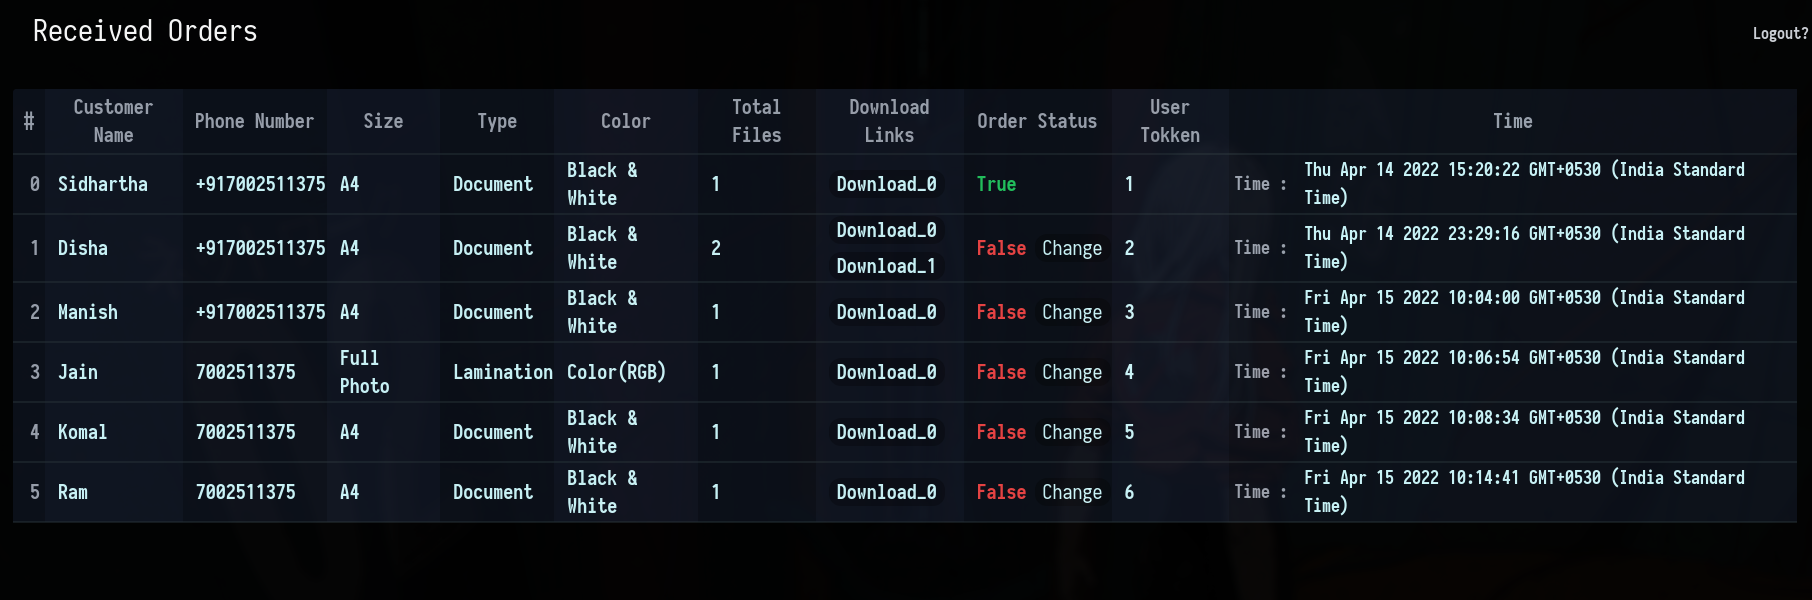 Received Orders
Logout?
# Customer Name Phone Number Size Type Color Total Files Download Links Order Status User Tokken Time
0 Sidhartha +917002511375 A4 Document Black & White 1 Download_0 True 1 Time : Thu Apr 14 2022 15:20:22 GMT+0530 (India Standard Time)
1 Disha +917002511375 A4 Document Black & White 2 Download_0 Download_1 False Change 2 Time : Thu Apr 14 2022 23:29:16 GMT+0530 (India Standard Time)
2 Manish +917002511375 A4 Document Black & White 1 Download_0 False Change 3 Time : Fri Apr 15 2022 10:04:00 GMT+0530 (India Standard Time)
3 Jain 7002511375 Full Photo Lamination Color(RGB) 1 Download_0 False Change 4 Time : Fri Apr 15 2022 10:06:54 GMT+0530 (India Standard Time)
4 Komal 7002511375 A4 Document Black & White 1 Download_0 False Change 5 Time : Fri Apr 15 2022 10:08:34 GMT+0530 (India Standard Time)
5 Ram 7002511375 A4 Document Black & White 1 Download_0 False Change 6 Time : Fri Apr 15 2022 10:14:41 GMT+0530 (India Standard Time)